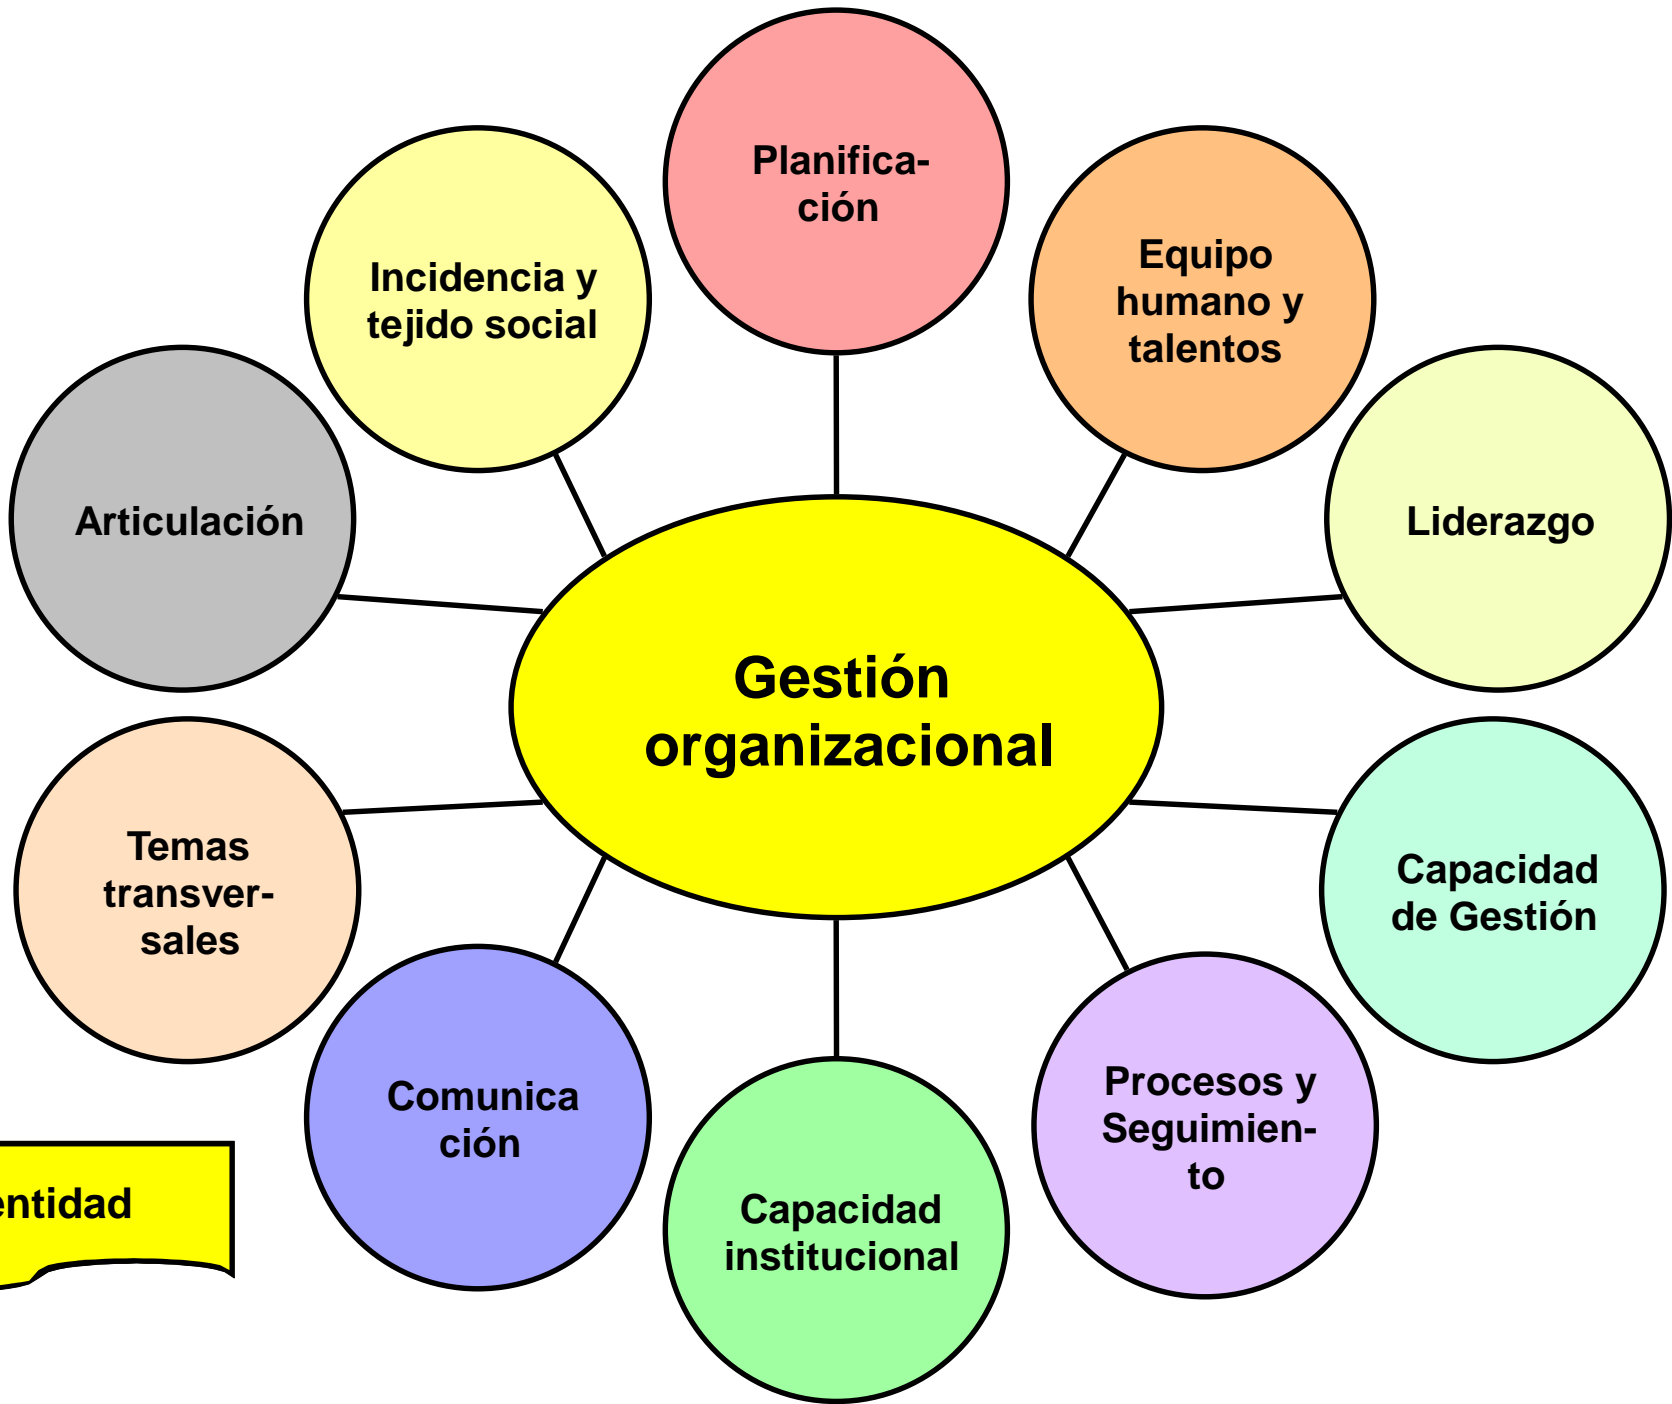 Planifica-
ción
Equipo
humano y
talentos
Incidencia y
tejido social
Liderazgo
Articulación
Gestión
organizacional
Temas
transver-
sales
Capacidad
de Gestión
Comunica
ción
Procesos y
Seguimien-
to
Capacidad
institucional
entidad